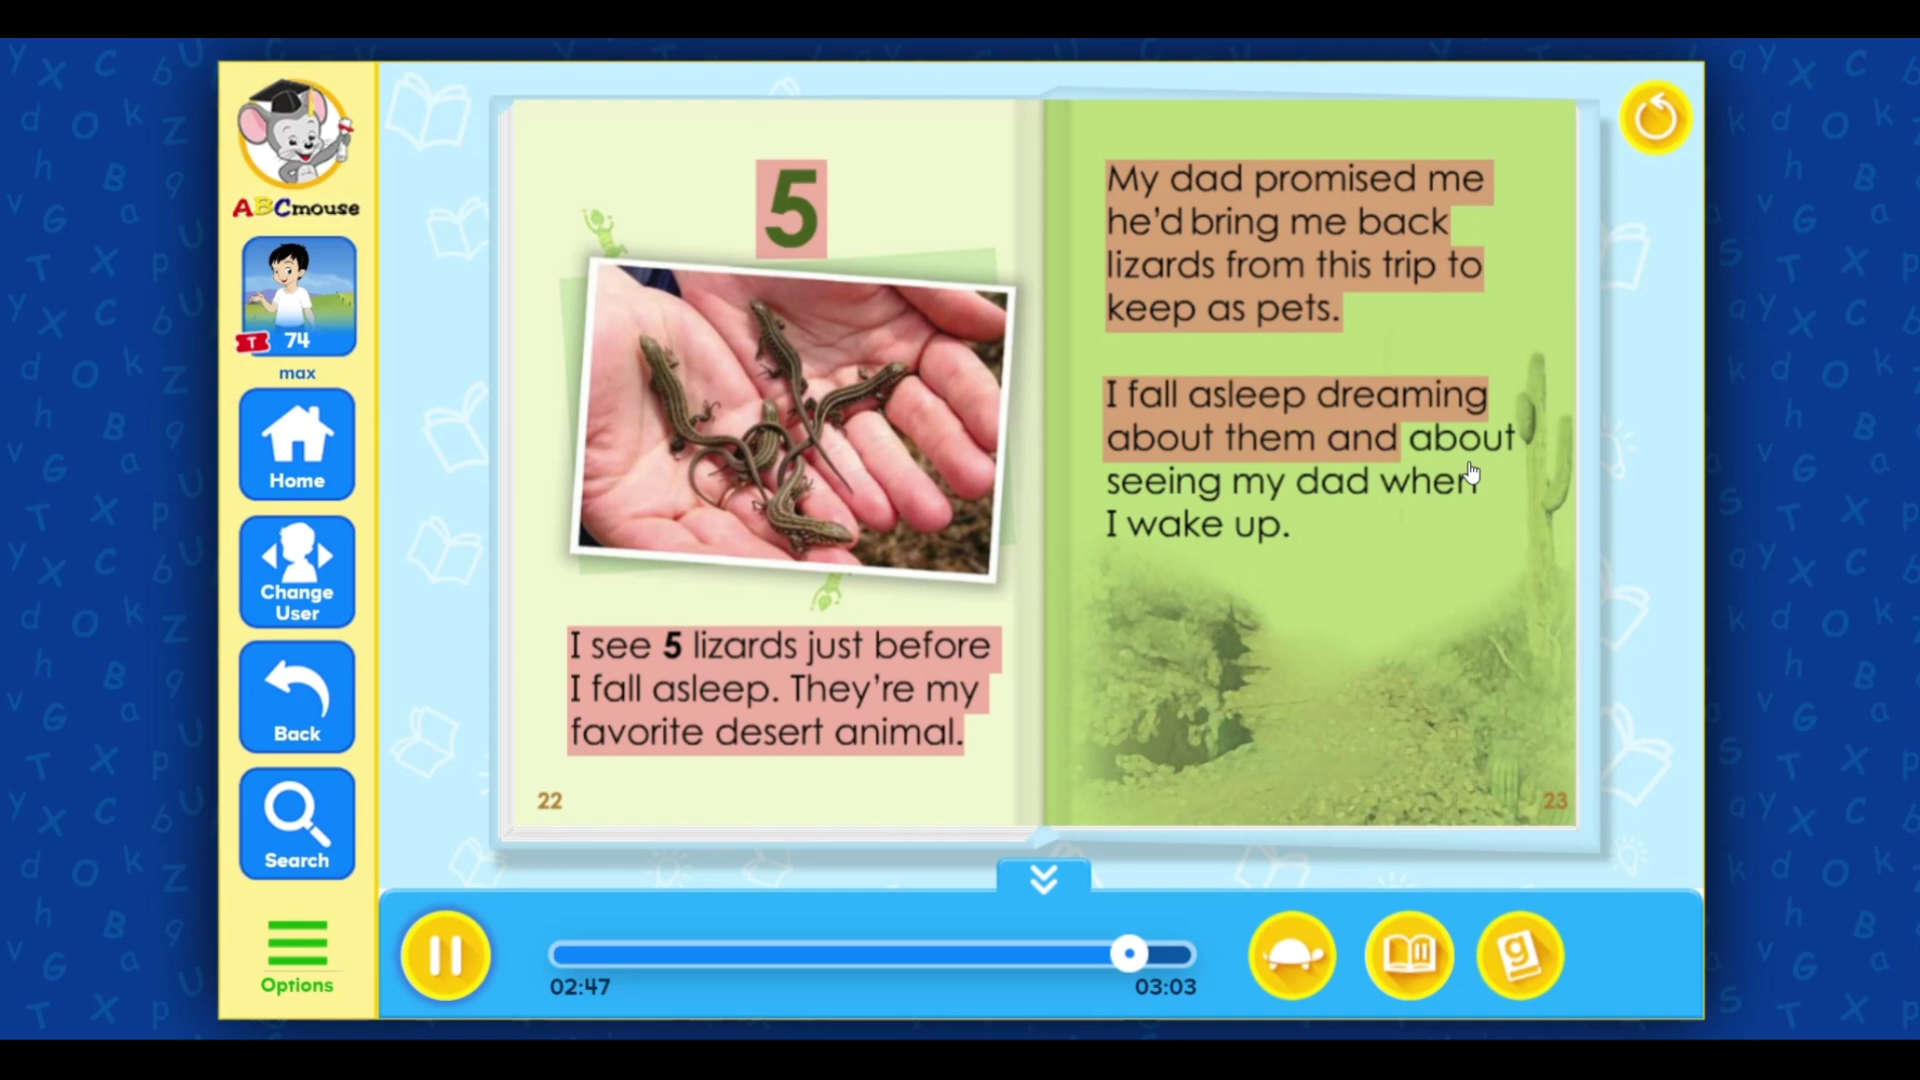 ABCmouse
T 74
max
Home
Change
User
Back
Search
Options
5
I see 5 lizards just before
I fall asleep. They're my
favorite desert animal.
22
My dad promised me
he'd bring me back
lizards from this trip to
keep as pets.
I fall asleep dreaming
about them and about
seeing my dad when
I wake up.
23
02:47
03:03
g